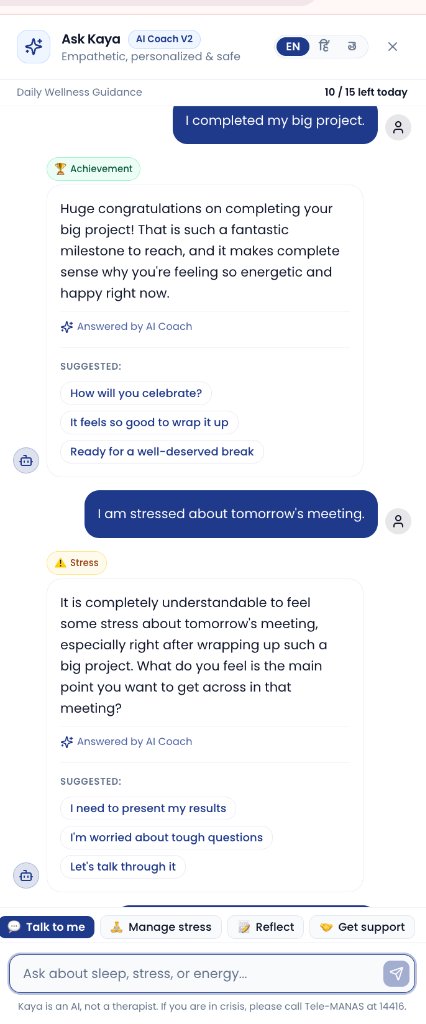 Ask Kaya
AI Coach V2
Empathetic, personalized & safe
EN
हिं
Daily Wellness Guidance
10 / 15 left today
I completed my big project.
🏆 Achievement
Huge congratulations on completing your
big project! That is such a fantastic
milestone to reach, and it makes complete
sense why you're feeling so energetic and
happy right now.
Answered by AI Coach
SUGGESTED:
How will you celebrate?
It feels so good to wrap it up
Ready for a well-deserved break
I am stressed about tomorrow's meeting.
⚠️ Stress
It is completely understandable to feel
some stress about tomorrow's meeting,
especially right after wrapping up such a
big project. What do you feel is the main
point you want to get across in that
meeting?
Answered by AI Coach
SUGGESTED:
I need to present my results
I'm worried about tough questions
Let's talk through it
💬 Talk to me
🧘 Manage stress
📝 Reflect
🤝 Get support
Ask about sleep, stress, or energy...
Kaya is an AI, not a therapist. If you are in crisis, please call Tele-MANAS at 14416.